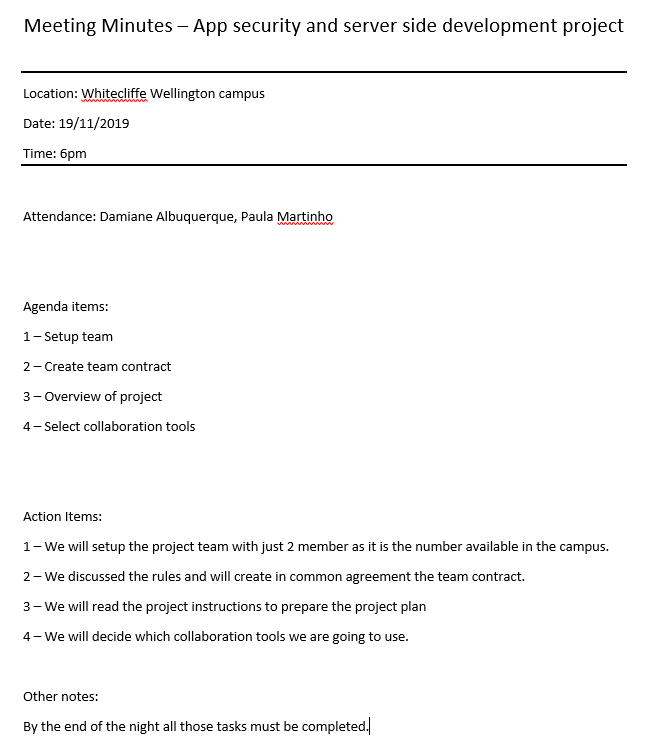 Meeting Minutes – App security and server side development project
Location: Whitecliffe Wellington campus
Date: 19/11/2019
Time: 6pm
Attendance: Damiane Albuquerque, Paula Martinho
Agenda items:
1 – Setup team
2 – Create team contract
3 – Overview of project
4 – Select collaboration tools
Action Items:
1 – We will setup the project team with just 2 member as it is the number available in the campus.
2 – We discussed the rules and will create in common agreement the team contract.
3 – We will read the project instructions to prepare the project plan
4 – We will decide which collaboration tools we are going to use.
Other notes:
By the end of the night all those tasks must be completed.